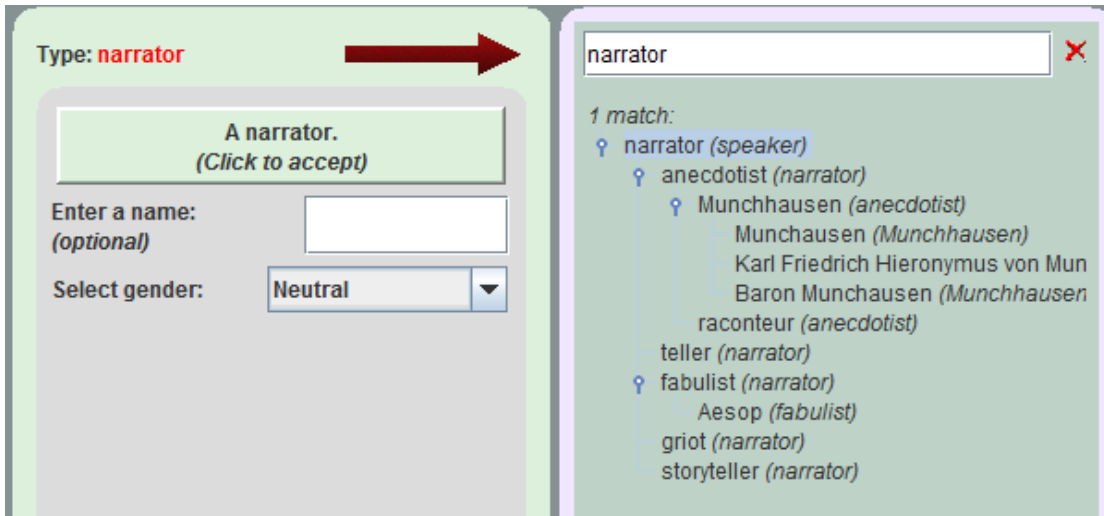 Type: narrator
A narrator.
(Click to accept)
Enter a name:
(optional)
Select gender:
Neutral
narrator
1 match:
narrator (speaker)
anecdotist (narrator)
Munchhausen (anecdotist)
Munchausen (Munchhausen)
Karl Friedrich Hieronymus von Mun
Baron Munchausen (Munchhausen
raconteur (anecdotist)
teller (narrator)
fabulist (narrator)
Aesop (fabulist)
griot (narrator)
storyteller (narrator)